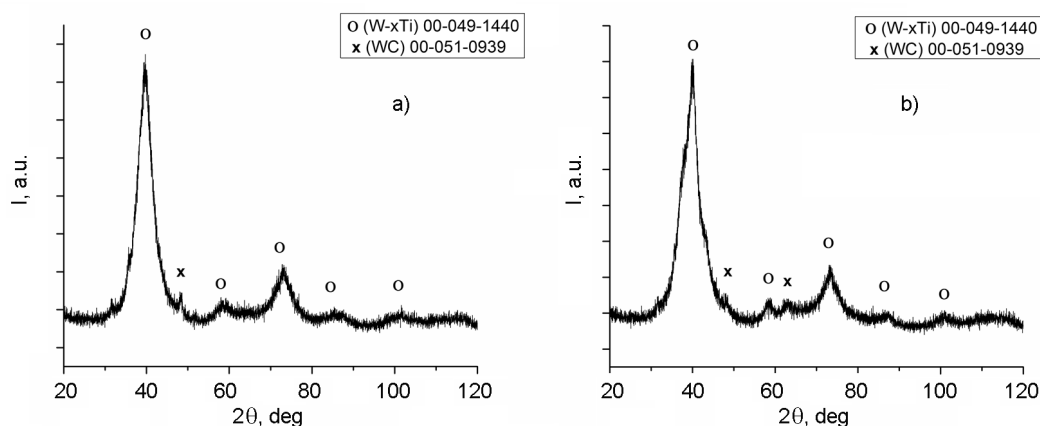 o (W-xTi) 00-049-1440
x (WC) 00-051-0939
a)
I, a.u.
o
x
o
o
o
o
20 40 60 80 100 120
2θ, deg
o (W-xTi) 00-049-1440
x (WC) 00-051-0939
b)
I, a.u.
o
x
o
x
o
o
o
20 40 60 80 100 120
2θ, deg